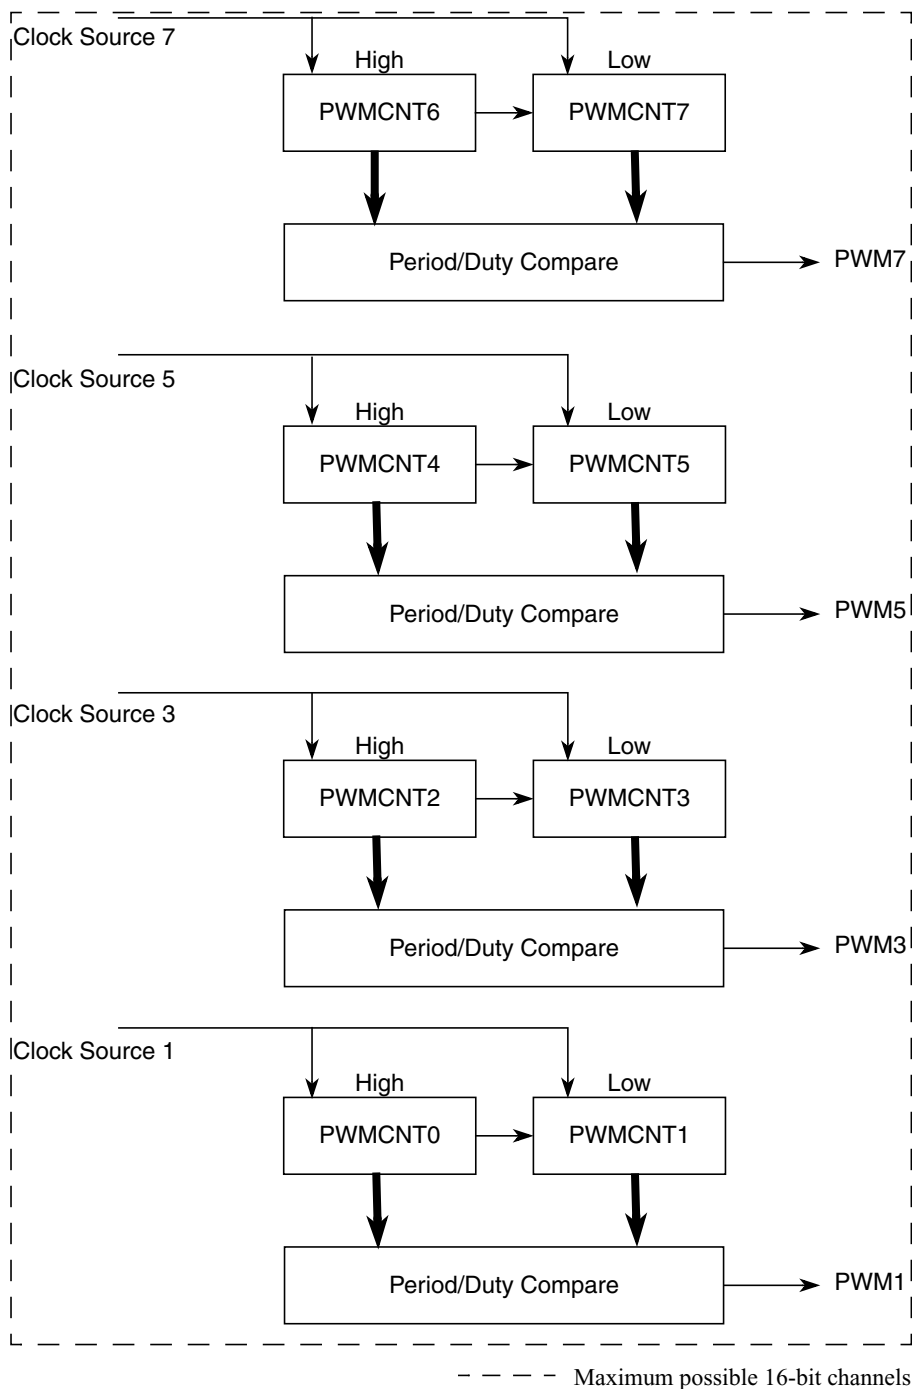 Clock Source 7
High
Low
PWMCNT6
PWMCNT7
Period/Duty Compare
PWM7
Clock Source 5
High
Low
PWMCNT4
PWMCNT5
Period/Duty Compare
PWM5
Clock Source 3
High
Low
PWMCNT2
PWMCNT3
Period/Duty Compare
PWM3
Clock Source 1
High
Low
PWMCNT0
PWMCNT1
Period/Duty Compare
PWM1
Maximum possible 16-bit channels